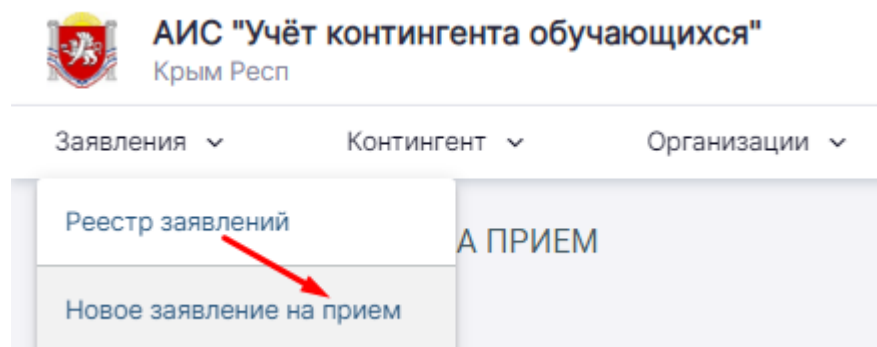 АИС "Учёт контингента обучающихся"
Крым Респ
Заявления Контингент Организации
Реестр заявлений
А ПРИЕМ
Новое заявление на прием